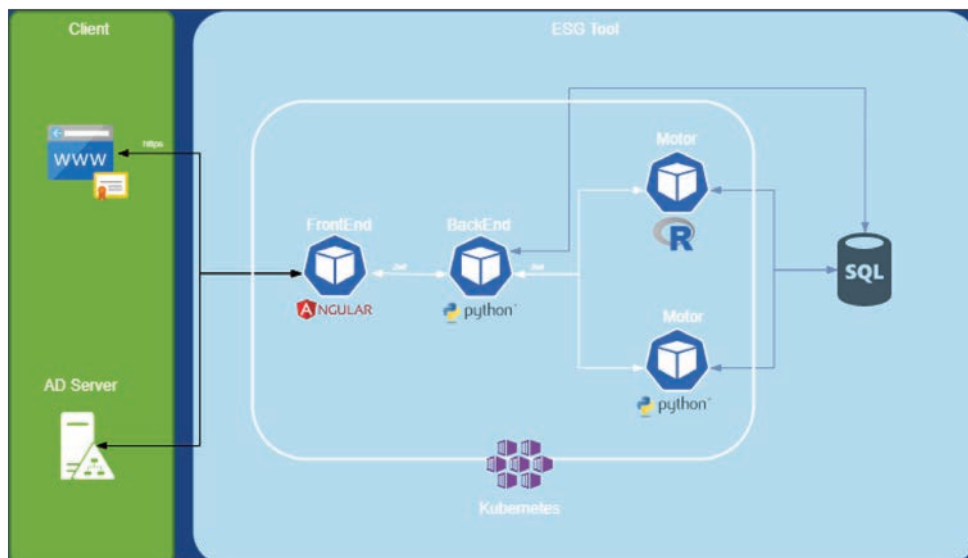 Client
ESG Tool
https
WWW
Motor
R
FrontEnd
BackEnd
SQL
ANGULAR
python
Motor
AD Server
python
Kubernetes